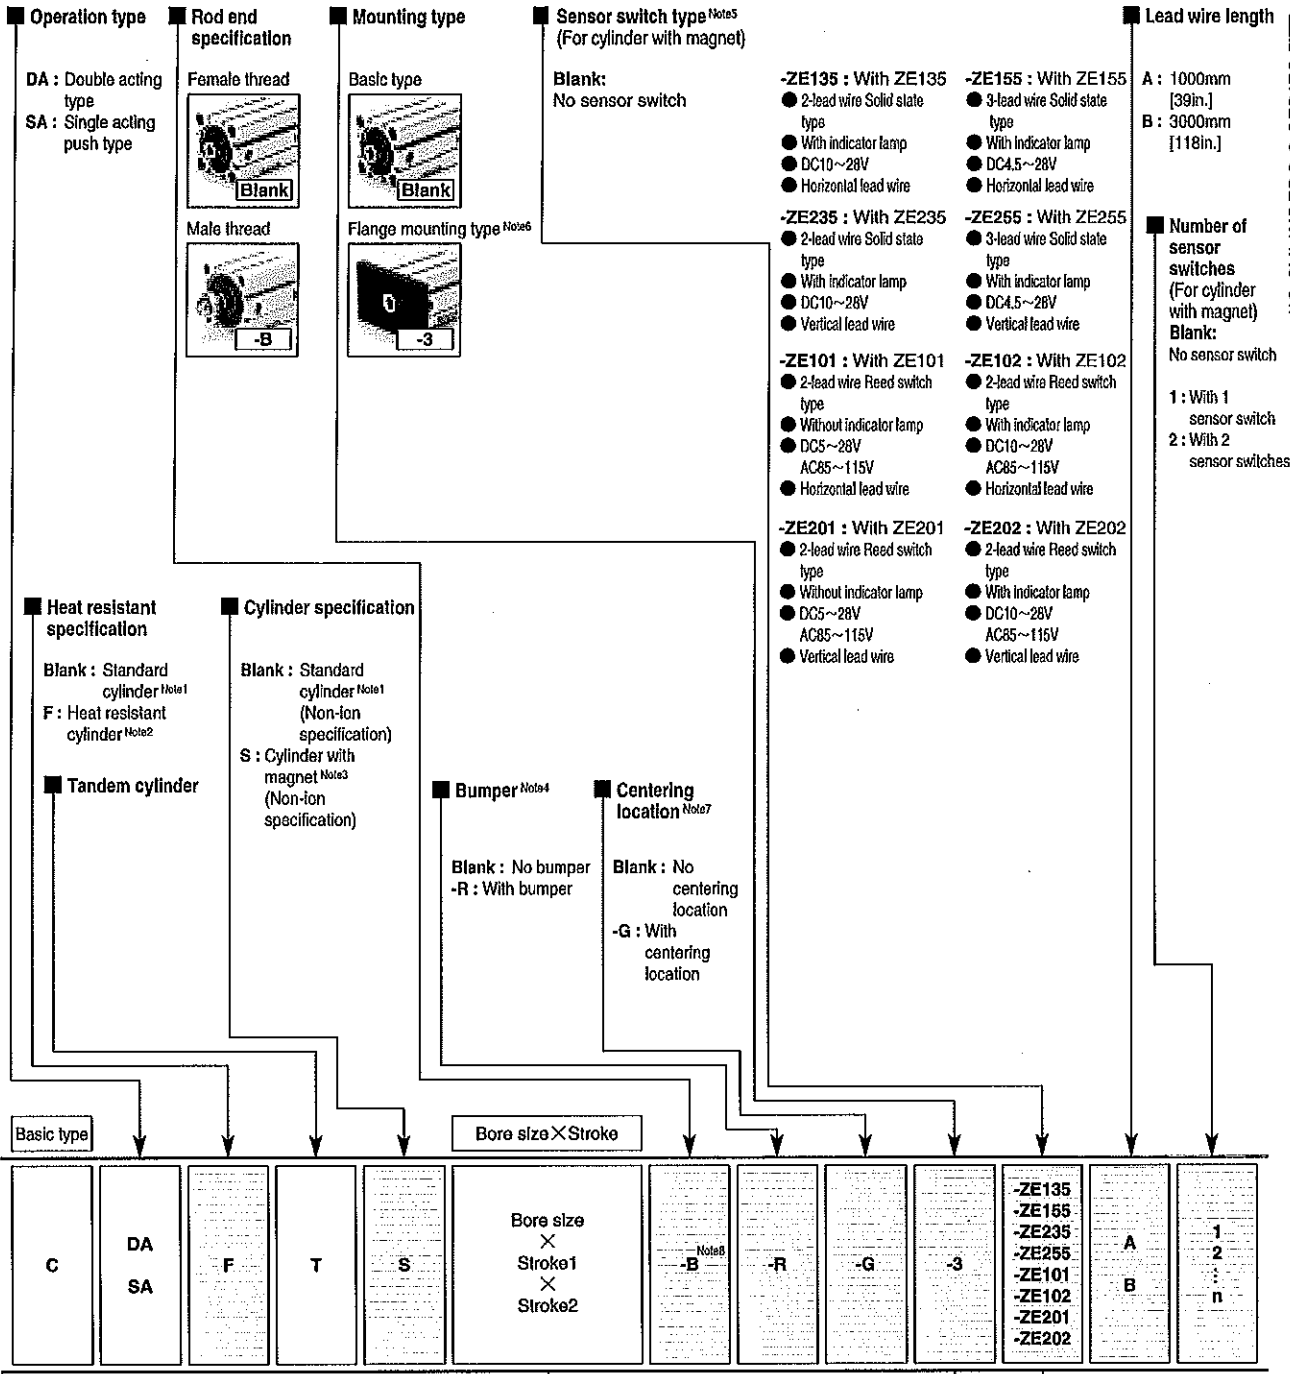 ■ Operation type
DA : Double acting
type
SA : Single acting
push type
■ Rod end
specification
Female thread
Blank
Male thread
-B
■ Mounting type
Basic type
Blank
Flange mounting type Note6
-3
■ Sensor switch type Note5
(For cylinder with magnet)
Blank:
No sensor switch
-ZE135 : With ZE135
● 2-lead wire Solid state
type
● With indicator lamp
● DC10~28V
● Horizontal lead wire
-ZE155 : With ZE155
● 3-lead wire Solid state
type
● With indicator lamp
● DC4.5~28V
● Horizontal lead wire
-ZE235 : With ZE235
● 2-lead wire Solid state
type
● With indicator lamp
● DC10~28V
● Vertical lead wire
-ZE255 : With ZE255
● 3-lead wire Solid state
type
● With indicator lamp
● DC4.5~28V
● Vertical lead wire
-ZE101 : With ZE101
● 2-lead wire Reed switch
type
● Without indicator lamp
● DC5~28V
AC85~115V
● Horizontal lead wire
-ZE102 : With ZE102
● 2-lead wire Reed switch
type
● With indicator lamp
● DC10~28V
AC85~115V
● Horizontal lead wire
-ZE201 : With ZE201
● 2-lead wire Reed switch
type
● Without indicator lamp
● DC5~28V
AC85~115V
● Vertical lead wire
-ZE202 : With ZE202
● 2-lead wire Reed switch
type
● With indicator lamp
● DC10~28V
AC85~115V
● Vertical lead wire
■ Lead wire length
A : 1000mm
[39in.]
B : 3000mm
[118in.]
■ Number of
sensor
switches
(For cylinder
with magnet)
Blank:
No sensor switch
1 : With 1
sensor switch
2 : With 2
sensor switches
■ Heat resistant
specification
Blank : Standard
cylinder Note1
F : Heat resistant
cylinder Note2
■ Tandem cylinder
■ Cylinder specification
Blank : Standard
cylinder Note1
(Non-ion
specification)
S : Cylinder with
magnet Note3
(Non-ion
specification)
■ Bumper Note4
Blank : No bumper
-R : With bumper
■ Centering
location Note7
Blank : No
centering
location
-G : With
centering
location
Basic type
Bore size×Stroke
C
DA
SA
F
T
S
Bore size
×
Stroke1
×
Stroke2
-B Note8
-R
-G
-3
-ZE135
-ZE155
-ZE235
-ZE255
-ZE101
-ZE102
-ZE201
-ZE202
A
B
1
2
⋮
n